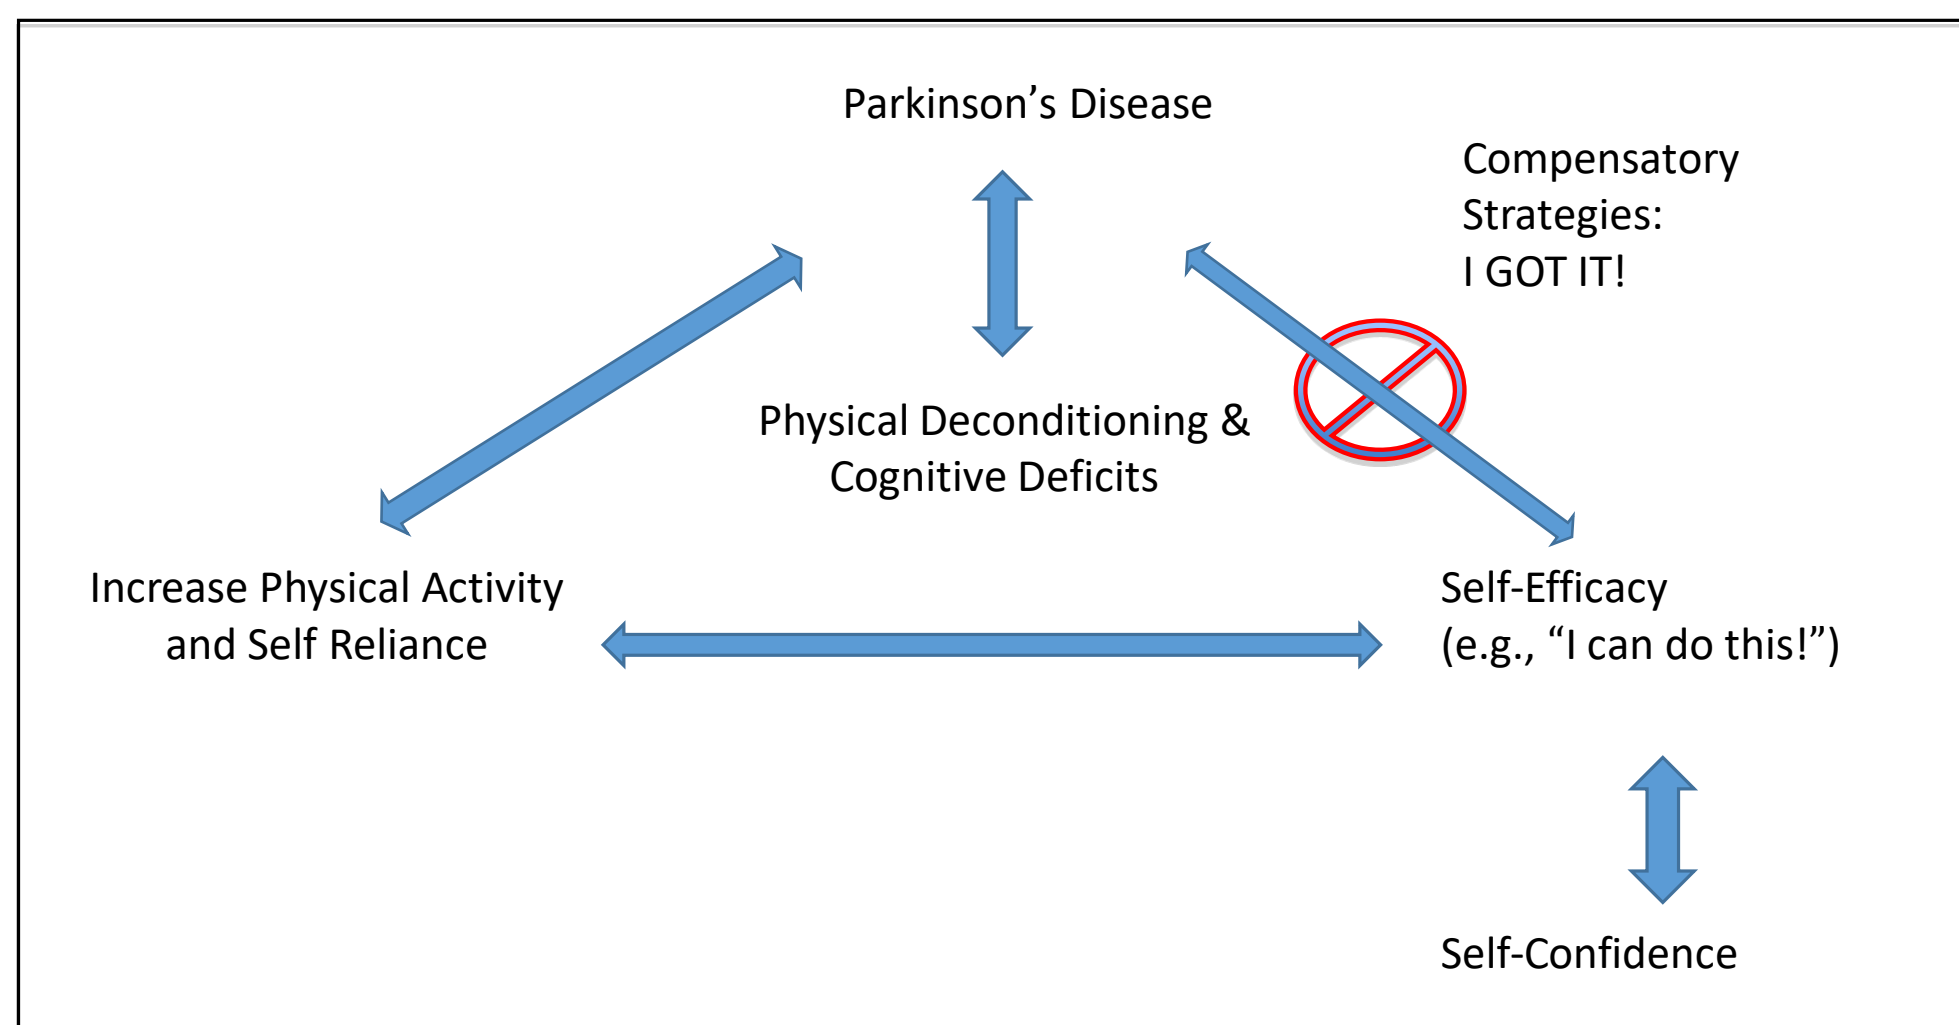 Parkinson’s Disease
Compensatory
Strategies:
I GOT IT!
Physical Deconditioning &
Cognitive Deficits
Increase Physical Activity
and Self Reliance
Self-Efficacy
(e.g., “I can do this!”)
Self-Confidence